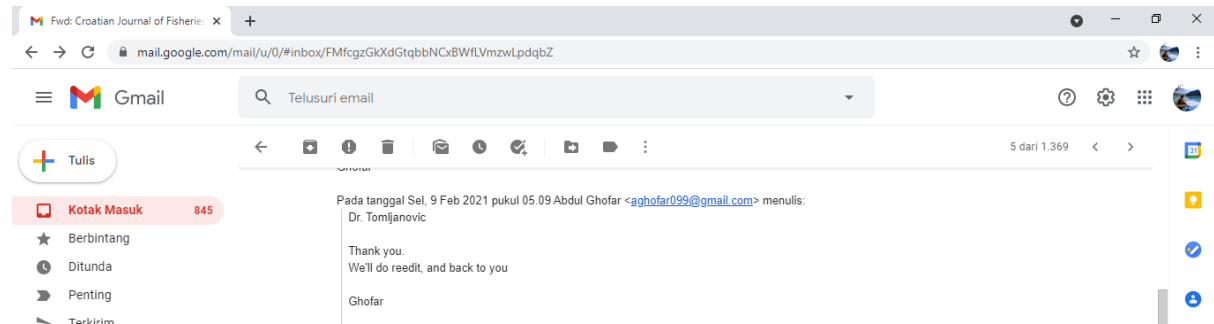 Fwd: Croatian Journal of Fisheries
mail.google.com/mail/u/0/#inbox/FMfcgzGkXdGtqbbNCxBWfLVmzwLpdqbZ
Gmail
Telusuri email
Tulis
5 dari 1.369
31
Ghofar
Pada tanggal Sel, 9 Feb 2021 pukul 05.09 Abdul Ghofar <aghofar099@gmail.com> menulis:
Kotak Masuk 845
Dr. Tomljanovic
Berbintang
Thank you.
Ditunda
We'll do reedit, and back to you
Penting
Ghofar
Terkirim